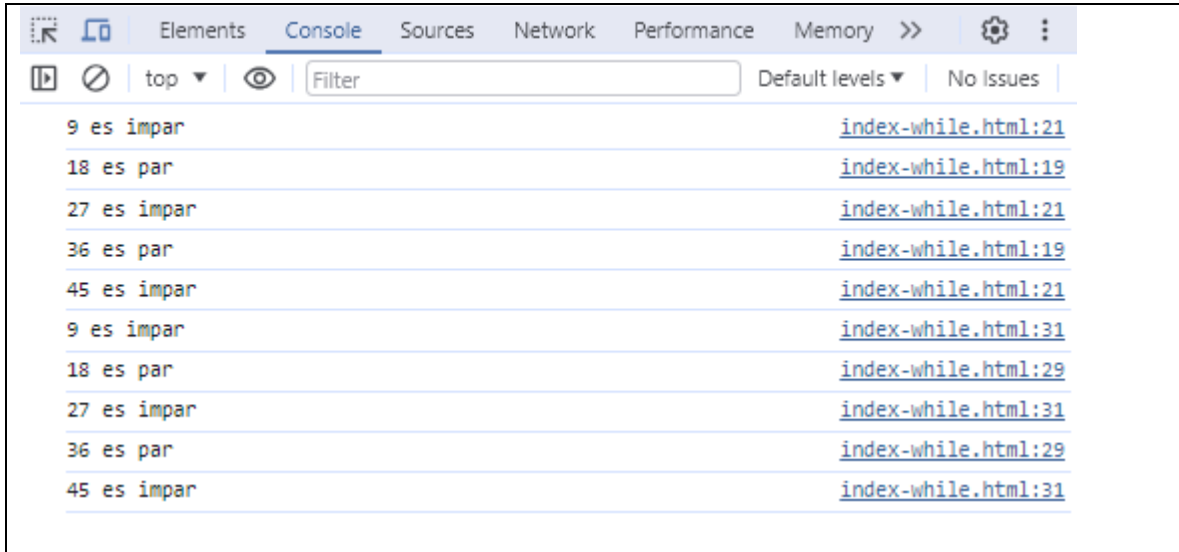 Elements Console Sources Network Performance Memory >>
top ▼ Filter Default levels ▼ No Issues
9 es impar index-while.html:21
18 es par index-while.html:19
27 es impar index-while.html:21
36 es par index-while.html:19
45 es impar index-while.html:21
9 es impar index-while.html:31
18 es par index-while.html:29
27 es impar index-while.html:31
36 es par index-while.html:29
45 es impar index-while.html:31